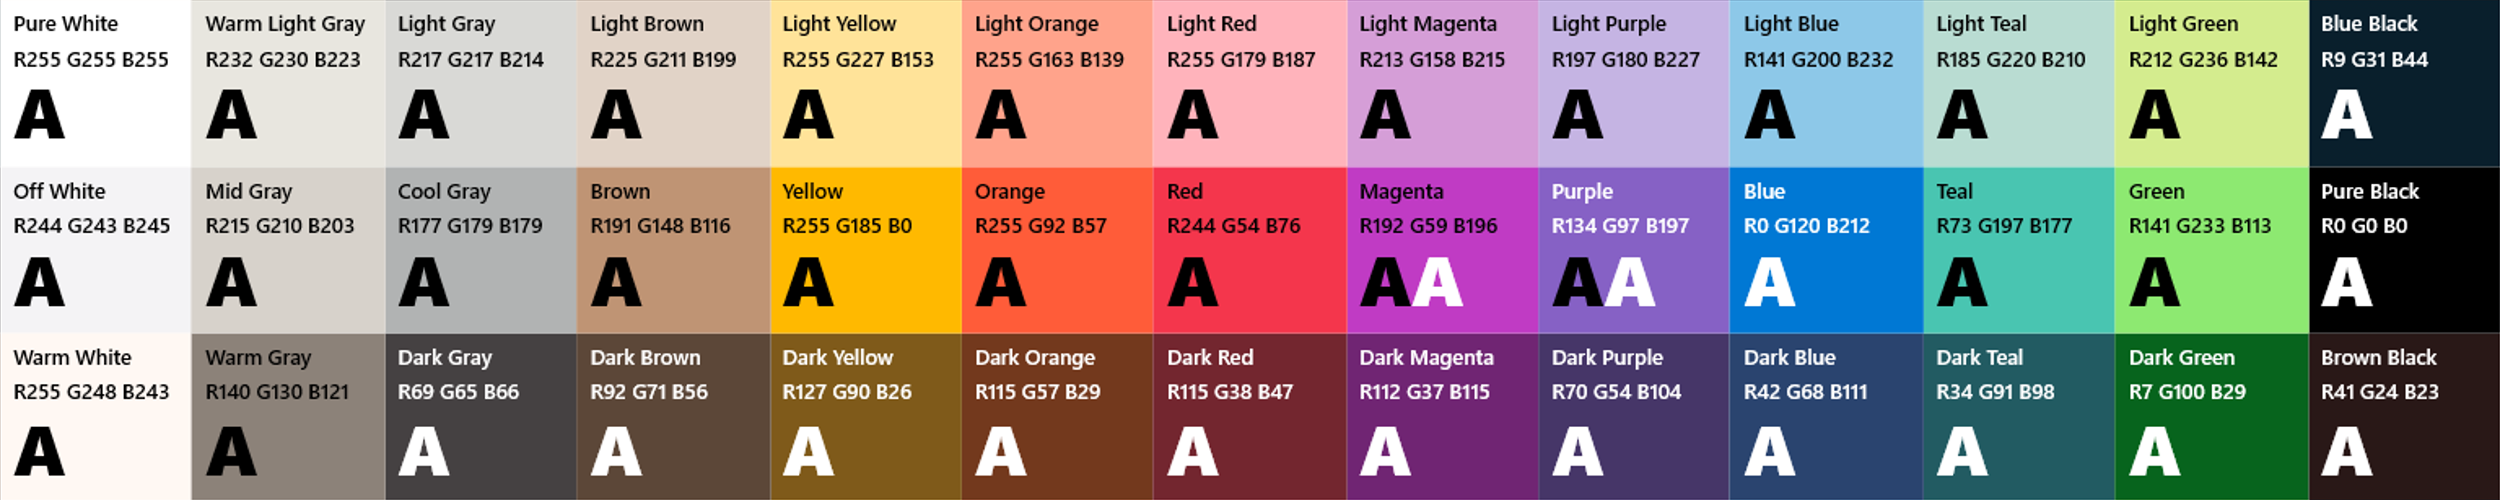 Pure White
R255 G255 B255
A
Warm Light Gray
R232 G230 B223
A
Light Gray
R217 G217 B214
A
Light Brown
R225 G211 B199
A
Light Yellow
R255 G227 B153
A
Light Orange
R255 G163 B139
A
Light Red
R255 G179 B187
A
Light Magenta
R213 G158 B215
A
Light Purple
R197 G180 B227
A
Light Blue
R141 G200 B232
A
Light Teal
R185 G220 B210
A
Light Green
R212 G236 B142
A
Blue Black
R9 G31 B44
A
Off White
R244 G243 B245
A
Mid Gray
R215 G210 B203
A
Cool Gray
R177 G179 B179
A
Brown
R191 G148 B116
A
Yellow
R255 G185 B0
A
Orange
R255 G92 B57
A
Red
R244 G54 B76
A
Magenta
R192 G59 B196
AA
Purple
R134 G97 B197
AA
Blue
R0 G120 B212
A
Teal
R73 G197 B177
A
Green
R141 G233 B113
A
Pure Black
R0 G0 B0
A
Warm White
R255 G248 B243
A
Warm Gray
R140 G130 B121
A
Dark Gray
R69 G65 B66
A
Dark Brown
R92 G71 B56
A
Dark Yellow
R127 G90 B26
A
Dark Orange
R115 G57 B29
A
Dark Red
R115 G38 B47
A
Dark Magenta
R112 G37 B115
A
Dark Purple
R70 G54 B104
A
Dark Blue
R42 G68 B111
A
Dark Teal
R34 G91 B98
A
Dark Green
R7 G100 B29
A
Brown Black
R41 G24 B23
A